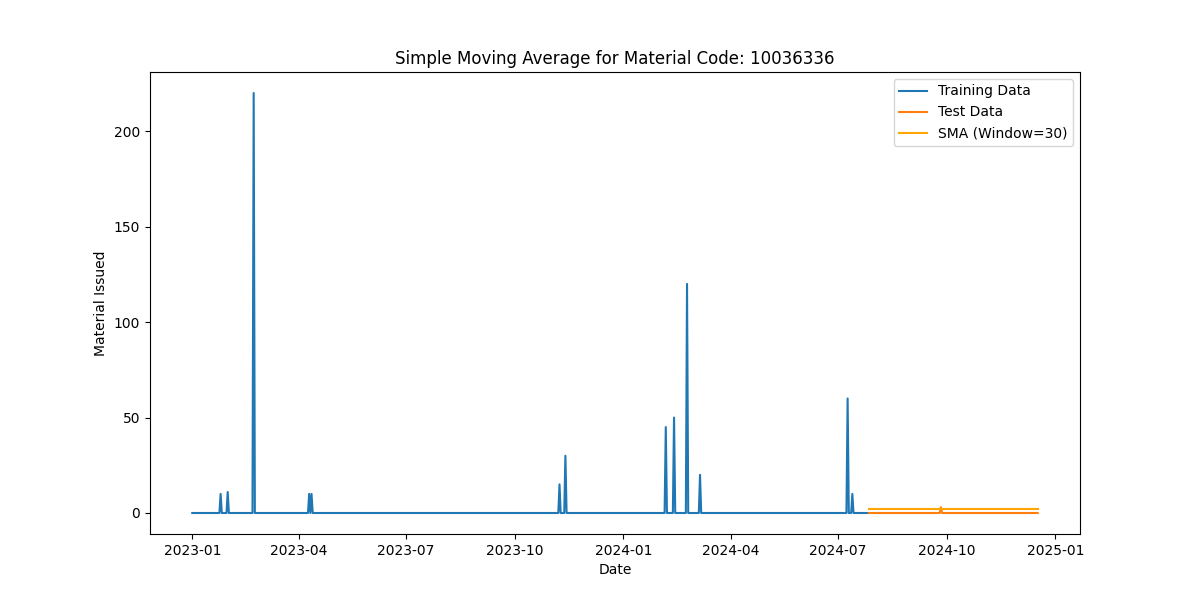 Simple Moving Average for Material Code: 10036336
Training Data
Test Data
SMA (Window=30)
200
150
100
50
0
Material Issued
2023-01
2023-04
2023-07
2023-10
2024-01
2024-04
2024-07
2024-10
2025-01
Date